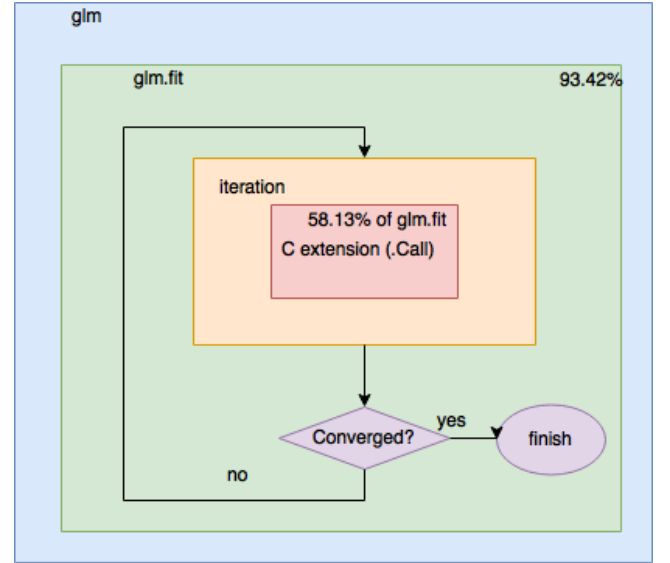 glm
glm.fit
93.42%
iteration
58.13% of glm.fit
C extension (.Call)
Converged?
yes
finish
no